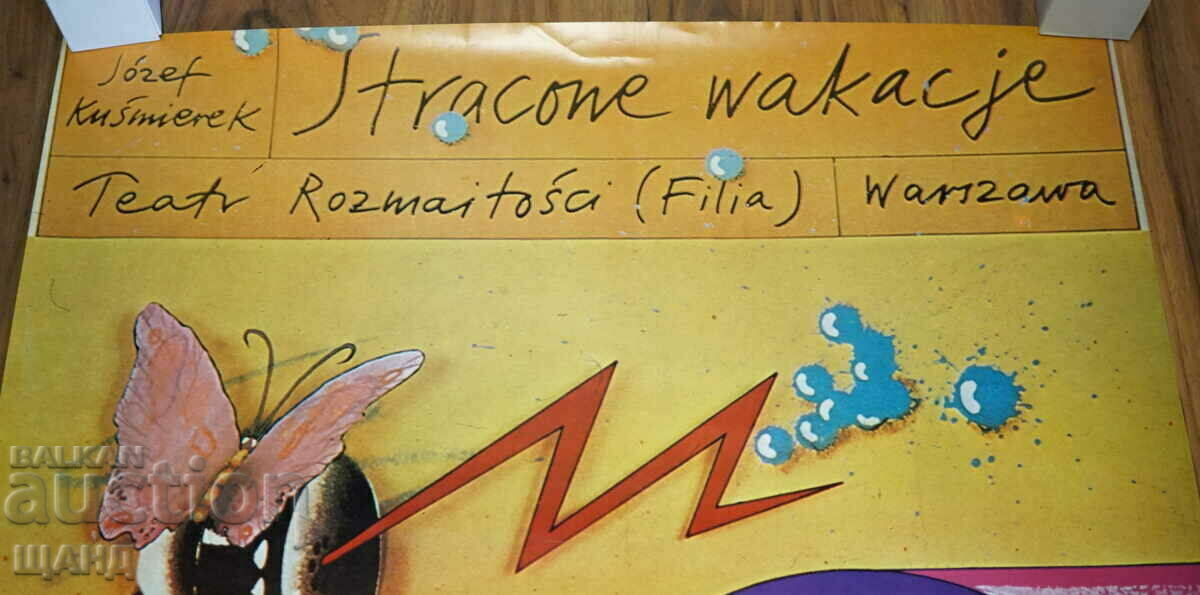 Józef
Kuśmierek
Stracone wakacje
Teatr Rozmaitości (Filia)
Warszawa
BALKAN
auction
ЩАНД